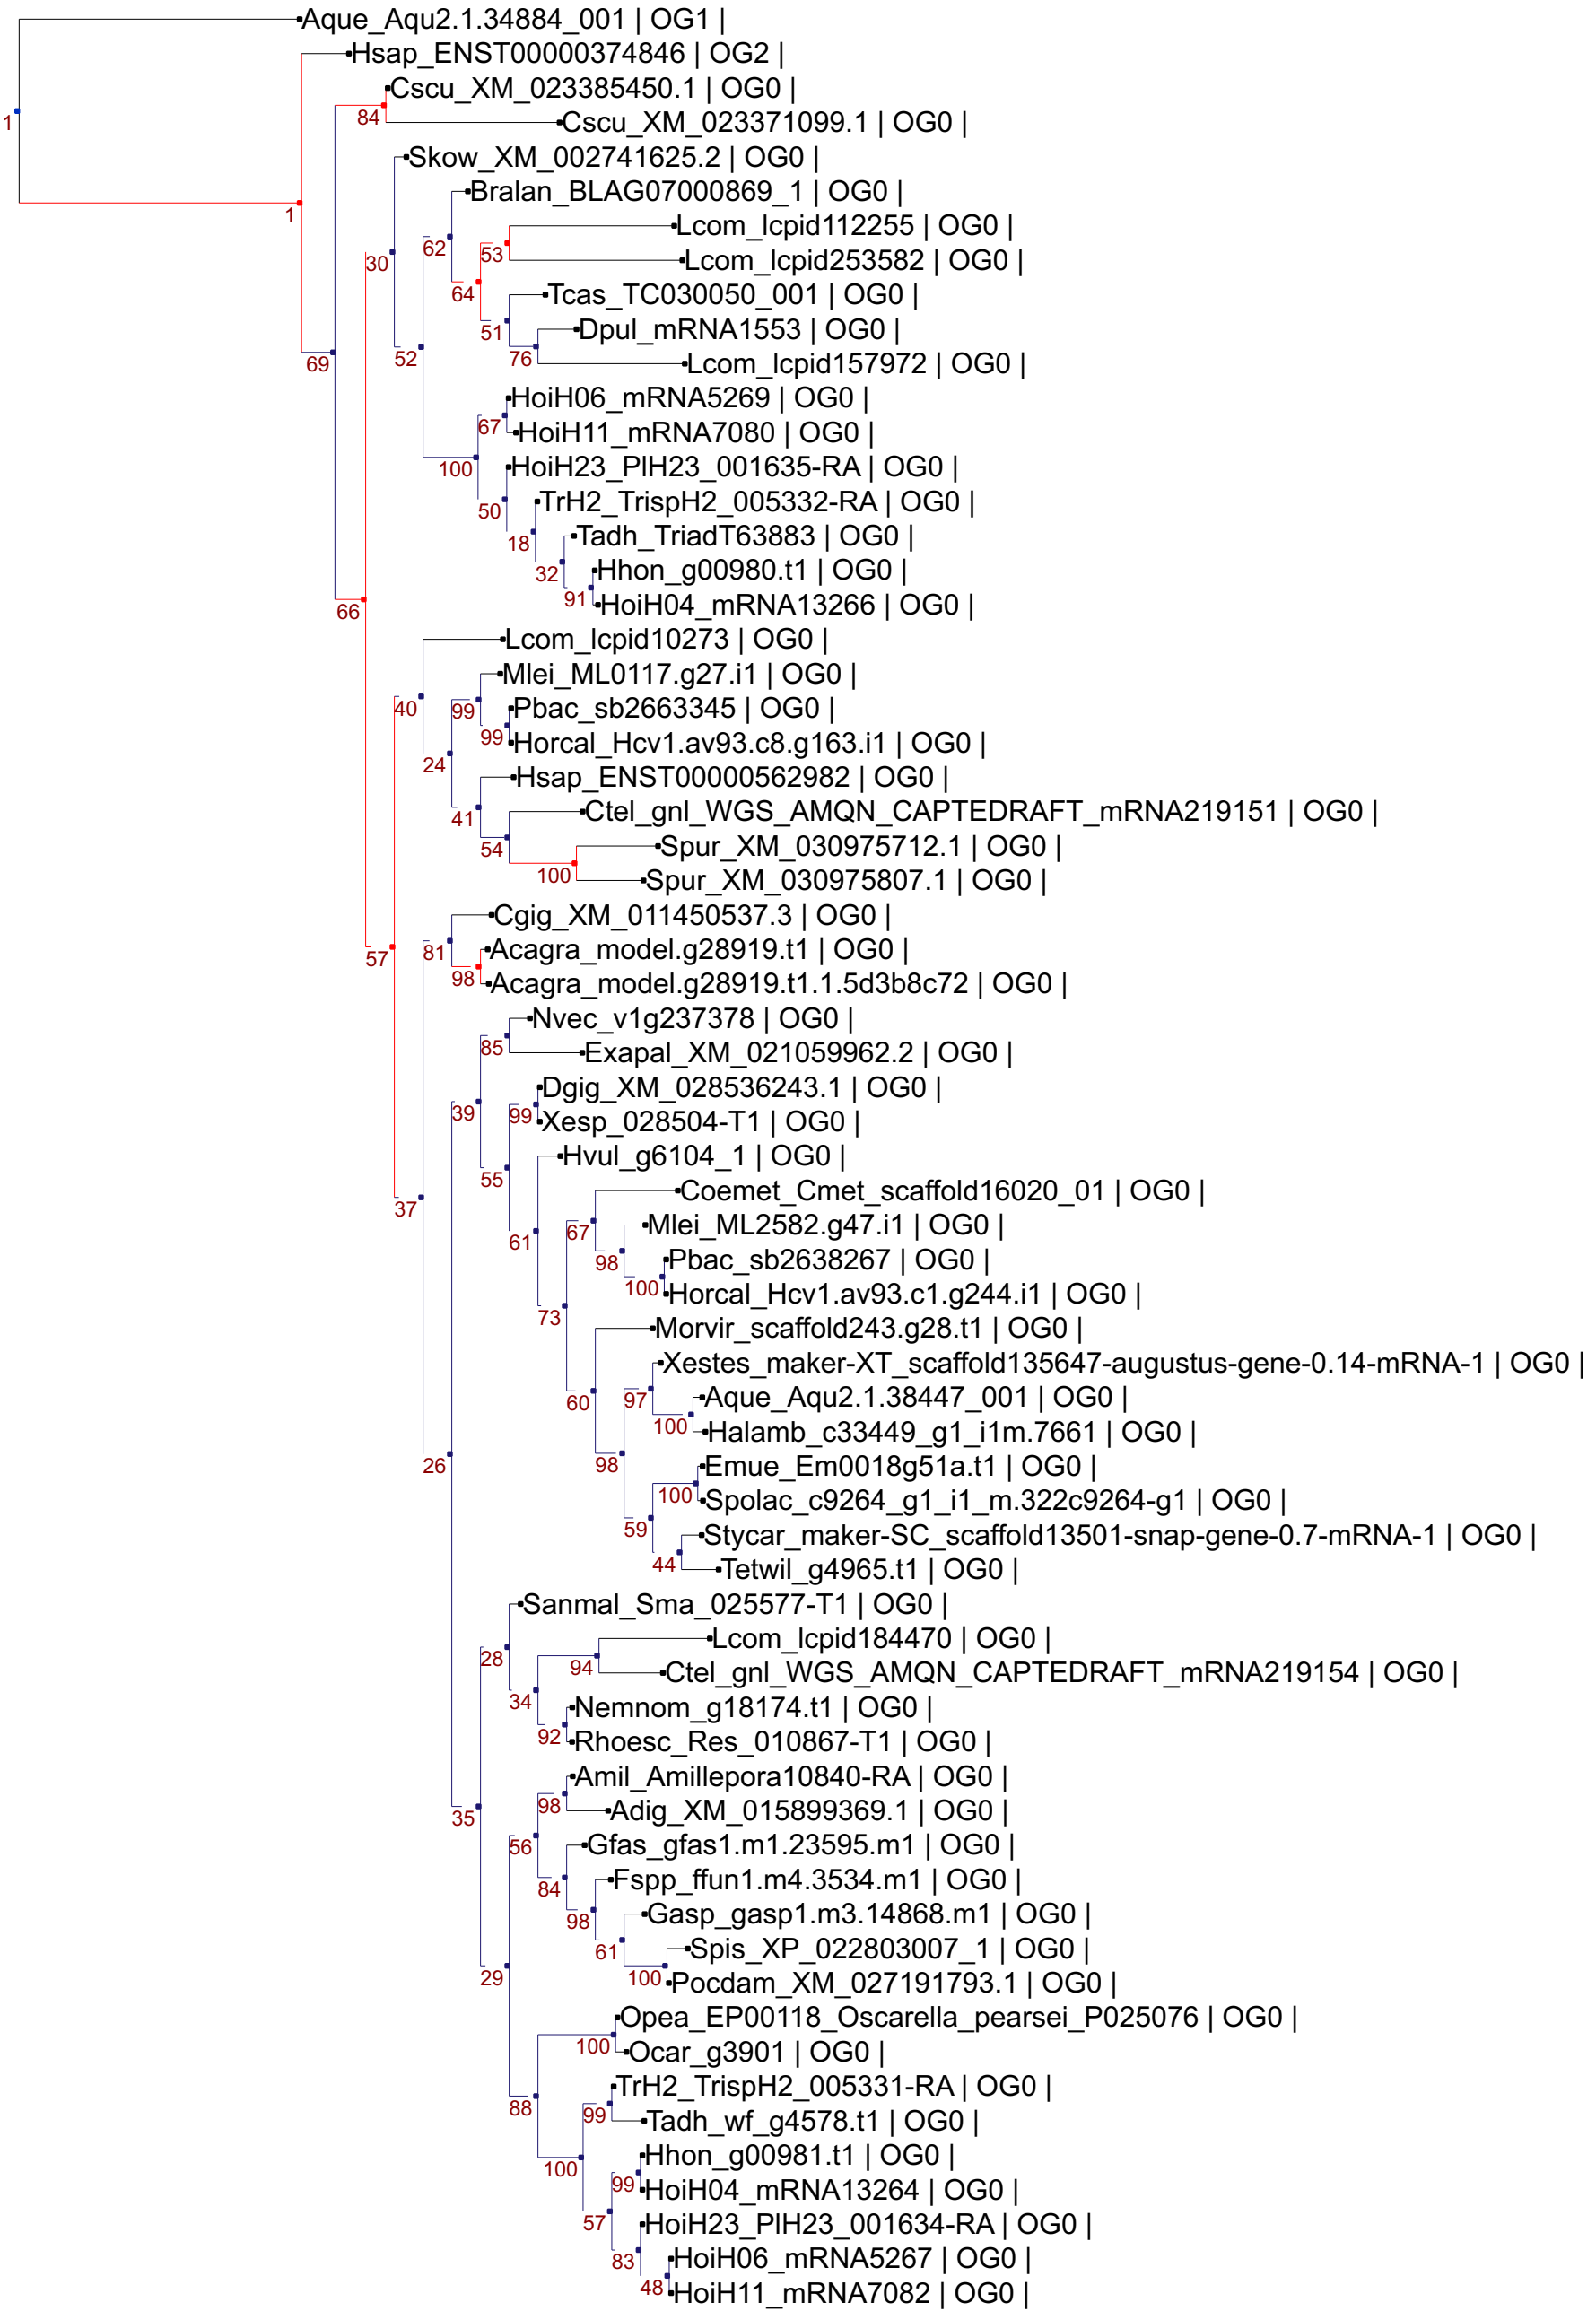 Aque_Aqu2.1.34884_001 | OG1 |
Hsap_ENST00000374846 | OG2 |
Cscu_XM_023385450.1 | OG0 |
1
84
Cscu_XM_023371099.1 | OG0 |
Skow_XM_002741625.2 | OG0 |
Bralan_BLAG07000869_1 | OG0 |
1
Lcom_lcpid112255 | OG0 |
62
53
Lcom_lcpid253582 | OG0 |
30
64
Tcas_TC030050_001 | OG0 |
51
Dpul_mRNA1553 | OG0 |
69
52
76
Lcom_lcpid157972 | OG0 |
HoiH06_mRNA5269 | OG0 |
67
HoiH11_mRNA7080 | OG0 |
100
HoiH23_PlH23_001635-RA | OG0 |
50
TrH2_TrispH2_005332-RA | OG0 |
18
Tadh_TriadT63883 | OG0 |
32
Hhon_g00980.t1 | OG0 |
91
HoiH04_mRNA13266 | OG0 |
66
Lcom_lcpid10273 | OG0 |
Mlei_ML0117.g27.i1 | OG0 |
40
99
Pbac_sb2663345 | OG0 |
99
Horcal_Hcv1.av93.c8.g163.i1 | OG0 |
24
Hsap_ENST00000562982 | OG0 |
41
Ctel_gnl_WGS_AMQN_CAPTEDRAFT_mRNA219151 | OG0 |
54
Spur_XM_030975712.1 | OG0 |
100
Spur_XM_030975807.1 | OG0 |
Cgig_XM_011450537.3 | OG0 |
57
81
Acagra_model.g28919.t1 | OG0 |
98
Acagra_model.g28919.t1.1.5d3b8c72 | OG0 |
Nvec_v1g237378 | OG0 |
85
Exapal_XM_021059962.2 | OG0 |
Dgig_XM_028536243.1 | OG0 |
39
99
Xesp_028504-T1 | OG0 |
Hvul_g6104_1 | OG0 |
55
Coemet_Cmet_scaffold16020_01 | OG0 |
37
67
Mlei_ML2582.g47.i1 | OG0 |
61
98
Pbac_sb2638267 | OG0 |
100
Horcal_Hcv1.av93.c1.g244.i1 | OG0 |
73
Morvir_scaffold243.g28.t1 | OG0 |
Xestes_maker-XT_scaffold135647-augustus-gene-0.14-mRNA-1 | OG0 |
60
97
Aque_Aqu2.1.38447_001 | OG0 |
100
Halamb_c33449_g1_i1m.7661 | OG0 |
26
98
Emue_Em0018g51a.t1 | OG0 |
100
Spolac_c9264_g1_i1_m.322c9264-g1 | OG0 |
59
Stycar_maker-SC_scaffold13501-snap-gene-0.7-mRNA-1 | OG0 |
44
Tetwil_g4965.t1 | OG0 |
Sanmal_Sma_025577-T1 | OG0 |
28
Lcom_lcpid184470 | OG0 |
94
Ctel_gnl_WGS_AMQN_CAPTEDRAFT_mRNA219154 | OG0 |
34
Nemnom_g18174.t1 | OG0 |
92
Rhoesc_Res_010867-T1 | OG0 |
Amil_Amillepora10840-RA | OG0 |
35
98
Adig_XM_015899369.1 | OG0 |
56
Gfas_gfas1.m1.23595.m1 | OG0 |
84
Fspp_ffun1.m4.3534.m1 | OG0 |
98
Gasp_gasp1.m3.14868.m1 | OG0 |
61
Spis_XP_022803007_1 | OG0 |
29
100
Pocdam_XM_027191793.1 | OG0 |
Opea_EP00118_Oscarella_pearsei_P025076 | OG0 |
100
Ocar_g3901 | OG0 |
TrH2_TrispH2_005331-RA | OG0 |
88
99
Tadh_wf_g4578.t1 | OG0 |
Hhon_g00981.t1 | OG0 |
100
99
HoiH04_mRNA13264 | OG0 |
57
HoiH23_PlH23_001634-RA | OG0 |
83
HoiH06_mRNA5267 | OG0 |
48
HoiH11_mRNA7082 | OG0 |